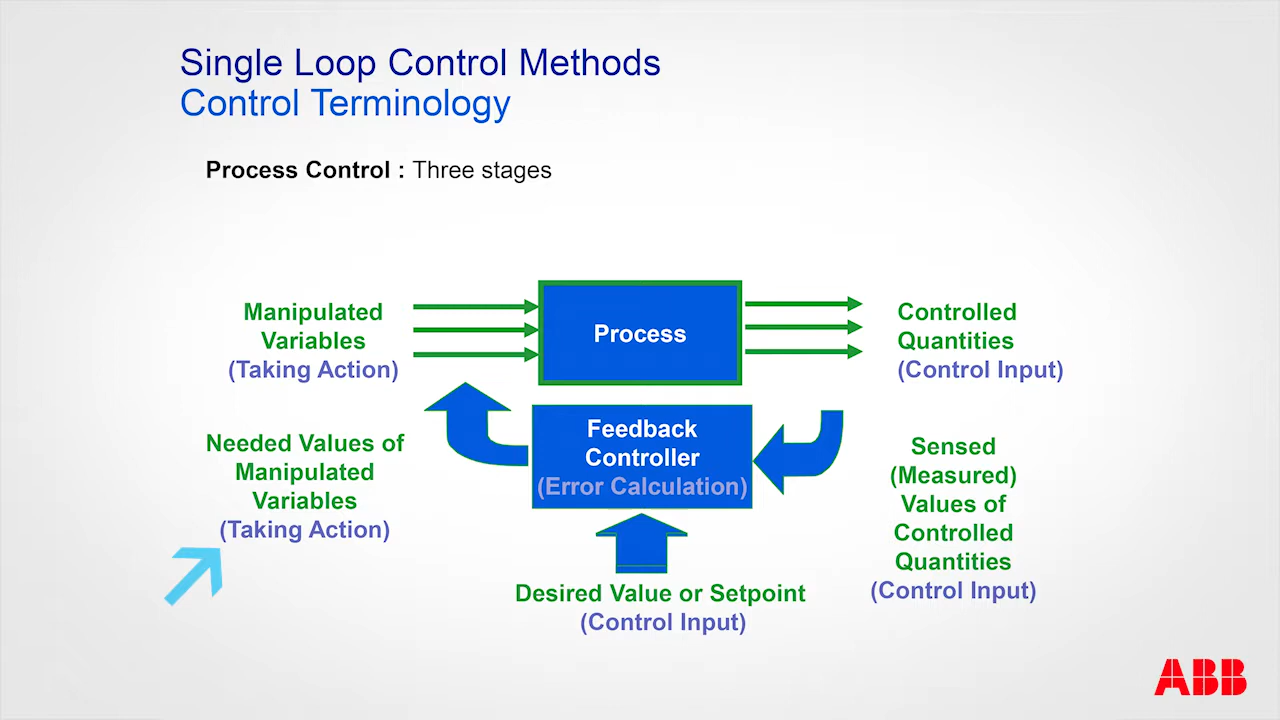 Single Loop Control Methods
Control Terminology
Process Control : Three stages
Manipulated
Variables
(Taking Action)
Process
Controlled
Quantities
(Control Input)
Needed Values of
Manipulated
Variables
(Taking Action)
Feedback
Controller
(Error Calculation)
Sensed
(Measured)
Values of
Controlled
Quantities
(Control Input)
Desired Value or Setpoint
(Control Input)
ABB